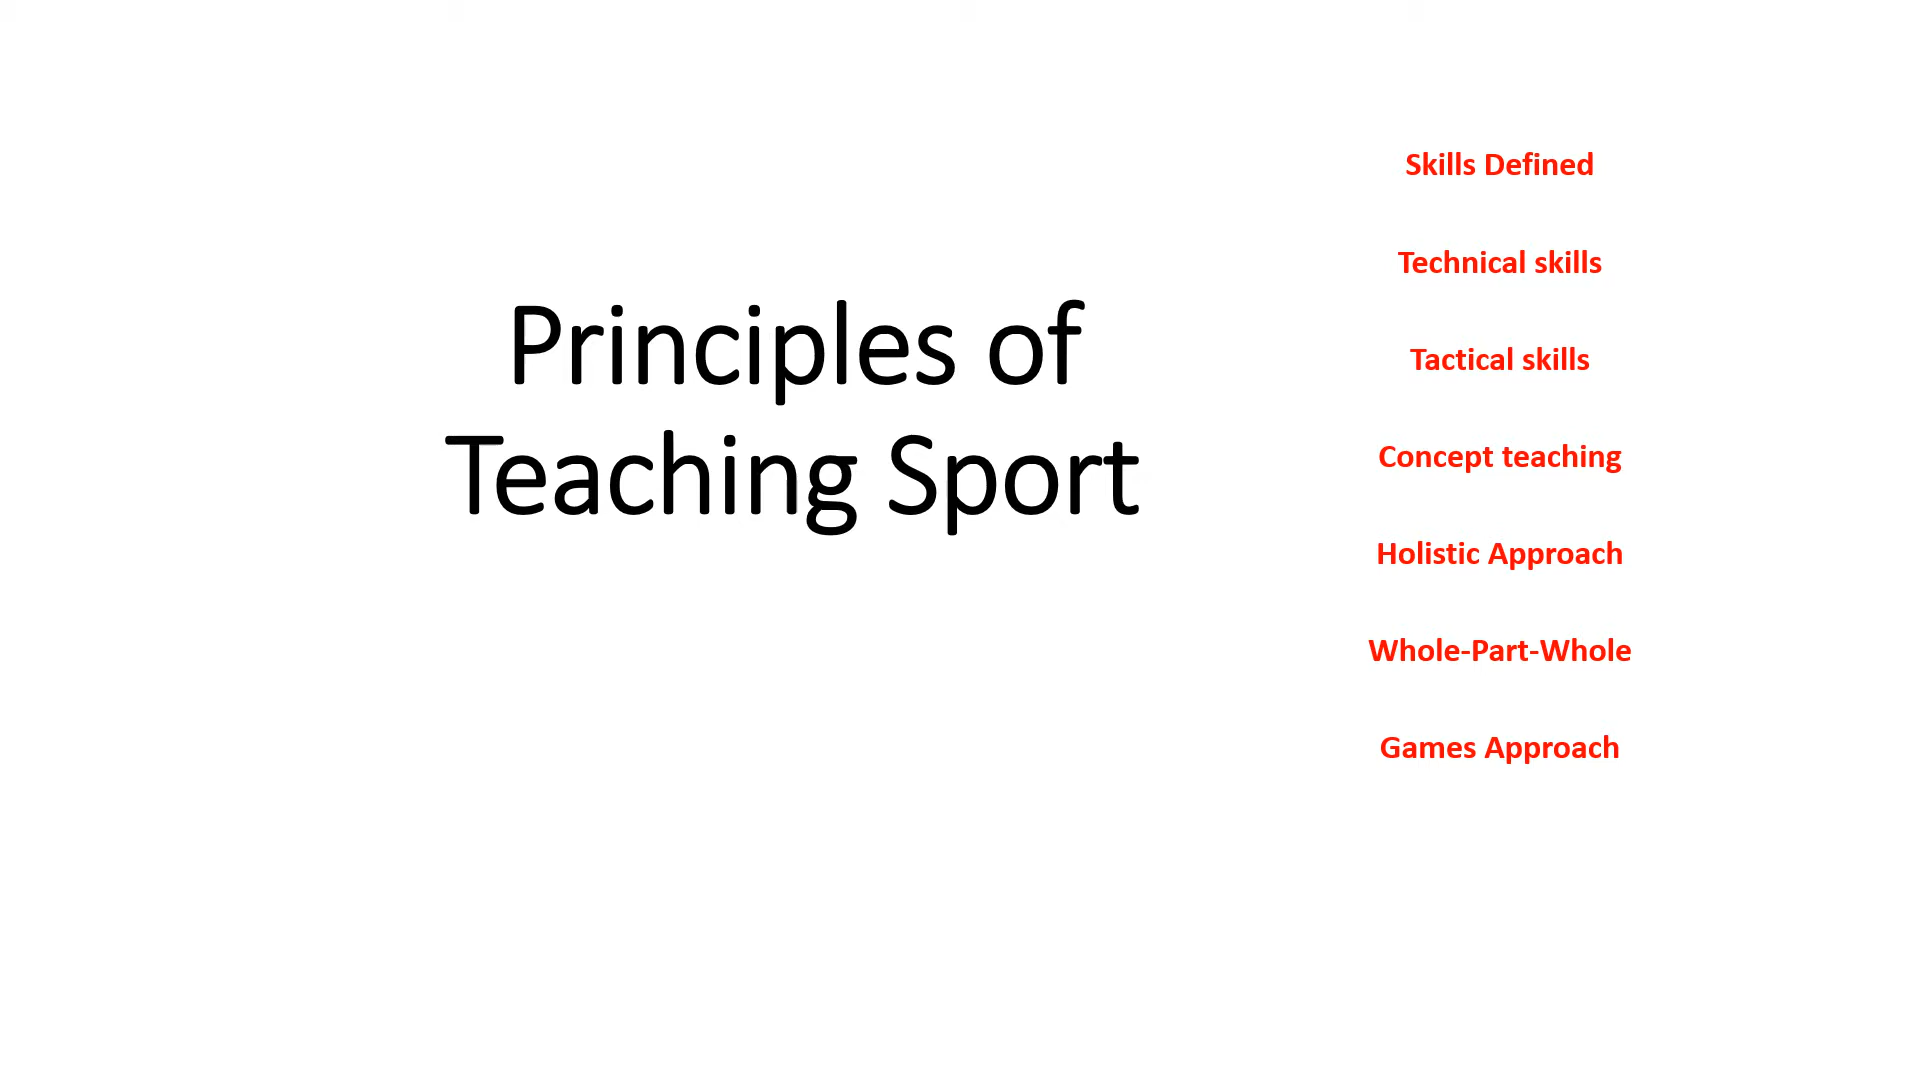 Principles of
Teaching Sport
Skills Defined
Technical skills
Tactical skills
Concept teaching
Holistic Approach
Whole-Part-Whole
Games Approach